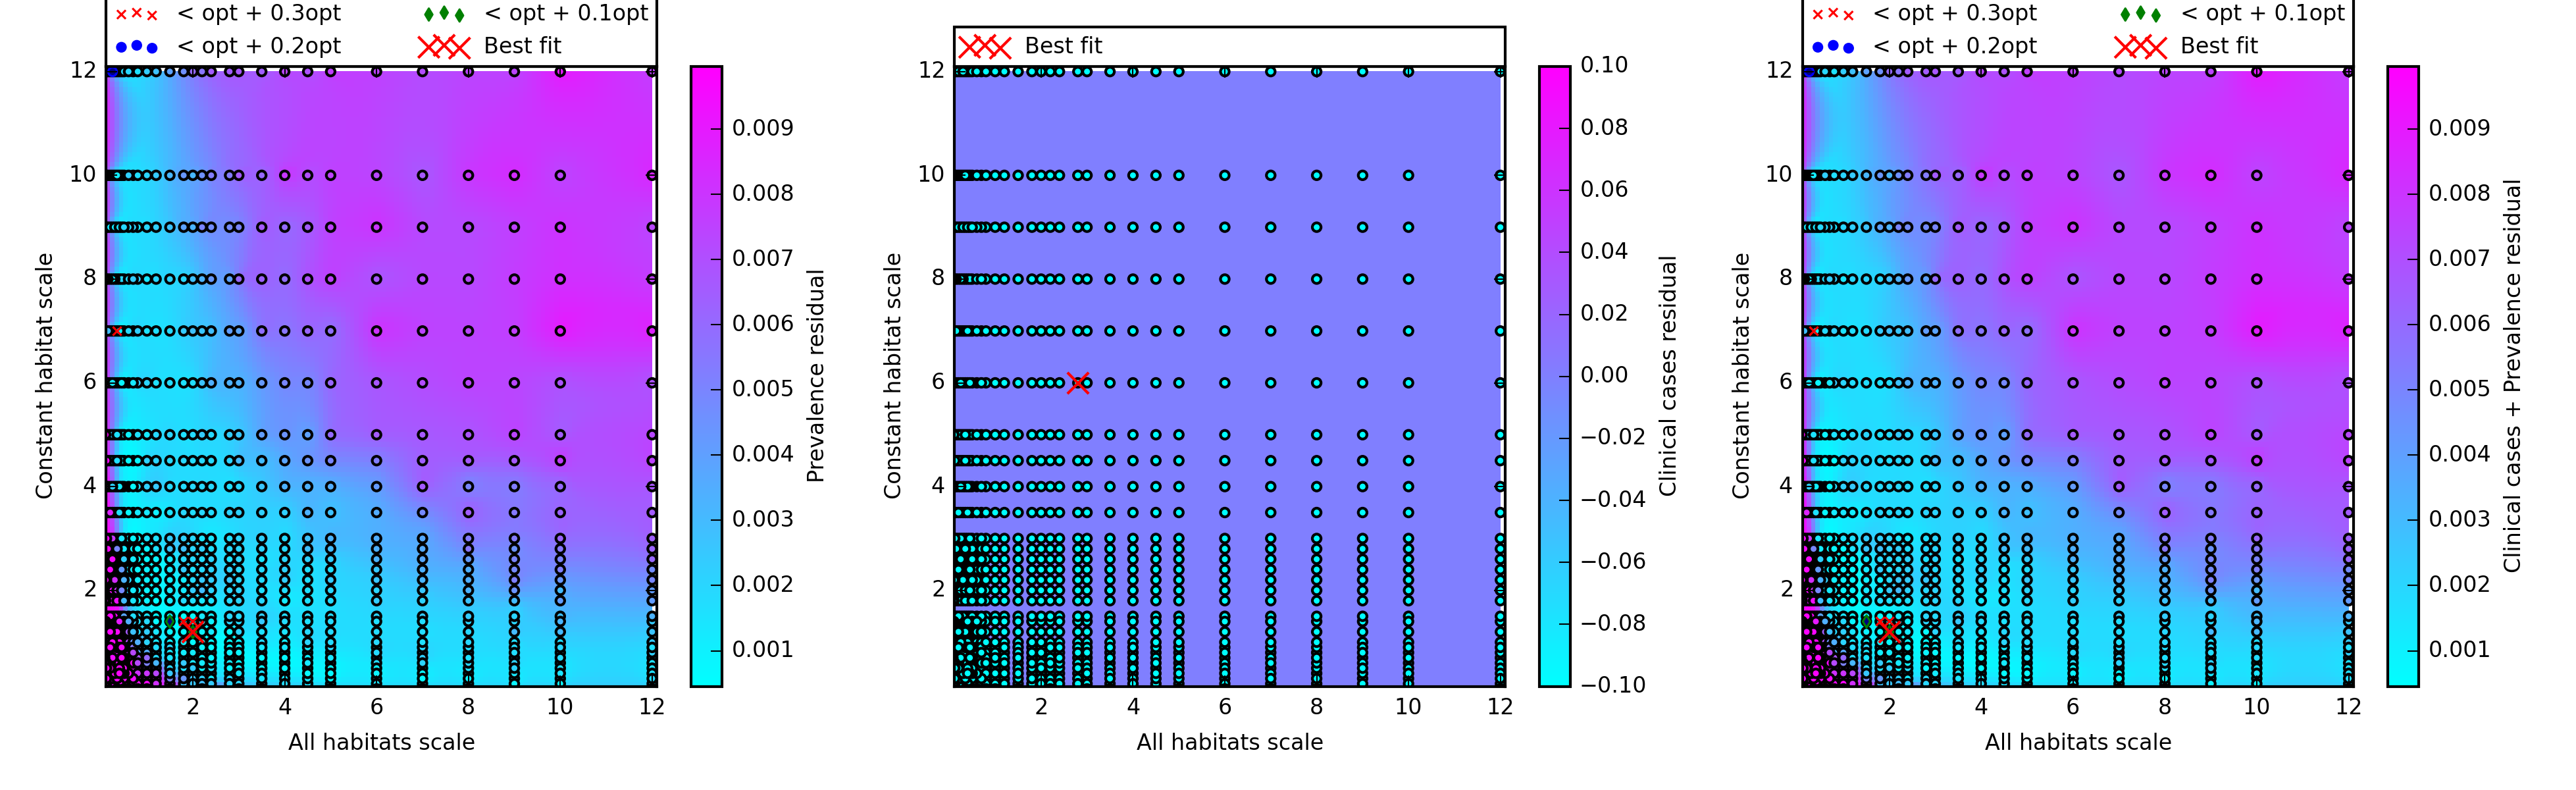 < opt + 0.3opt
< opt + 0.1opt
< opt + 0.2opt
Best fit
12
10
8
6
4
2
Constant habitat scale
2 4 6 8 10 12
All habitats scale
0.009
0.008
0.007
0.006
0.005
0.004
0.003
0.002
0.001
Prevalence residual
Best fit
12
10
8
6
4
2
Constant habitat scale
2 4 6 8 10 12
All habitats scale
0.10
0.08
0.06
0.04
0.02
0.00
−0.02
−0.04
−0.06
−0.08
−0.10
Clinical cases residual
< opt + 0.3opt
< opt + 0.1opt
< opt + 0.2opt
Best fit
12
10
8
6
4
2
Constant habitat scale
2 4 6 8 10 12
All habitats scale
0.009
0.008
0.007
0.006
0.005
0.004
0.003
0.002
0.001
Clinical cases + Prevalence residual